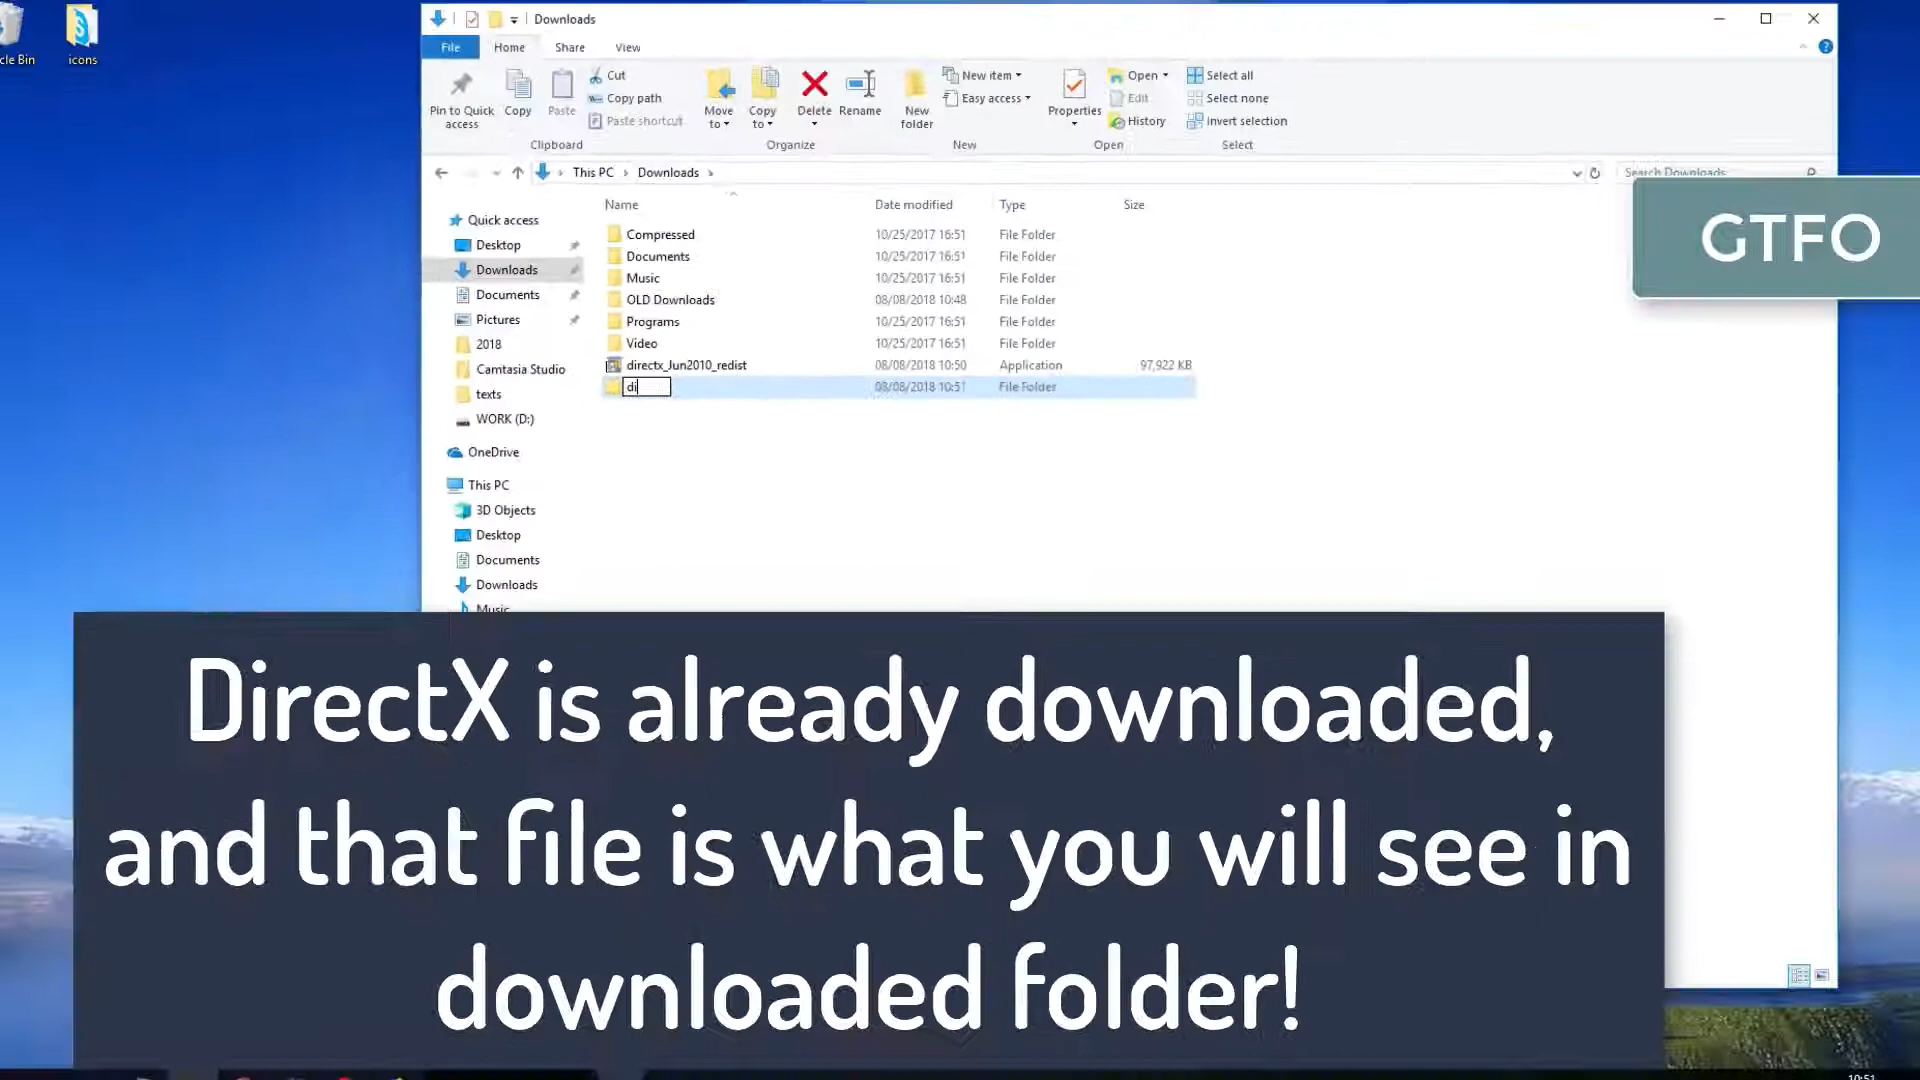 Downloads
File Home Share View
Pin to Quick access
Copy
Paste
Cut
Copy path
Paste shortcut
Move to
Copy to
Delete
Rename
New folder
New item
Easy access
Properties
Open
Edit
History
Select all
Select none
Invert selection
Clipboard Organize New Open Select
This PC > Downloads >
Search Downloads
GTFO
Name Date modified Type Size
Compressed 10/25/2017 16:51 File Folder
Documents 10/25/2017 16:51 File Folder
Music 10/25/2017 16:51 File Folder
OLD Downloads 08/08/2018 10:48 File Folder
Programs 10/25/2017 16:51 File Folder
Video 10/25/2017 16:51 File Folder
directx_Jun2010_redist 08/08/2018 10:50 Application 97,922 KB
di 08/08/2018 10:51 File Folder
Quick access
Desktop
Downloads
Documents
Pictures
2018
Camtasia Studio
texts
WORK (D:)
OneDrive
This PC
3D Objects
Desktop
Documents
Downloads
Music
cle Bin
icons
DirectX is already downloaded,
and that file is what you will see in
downloaded folder!
10:51